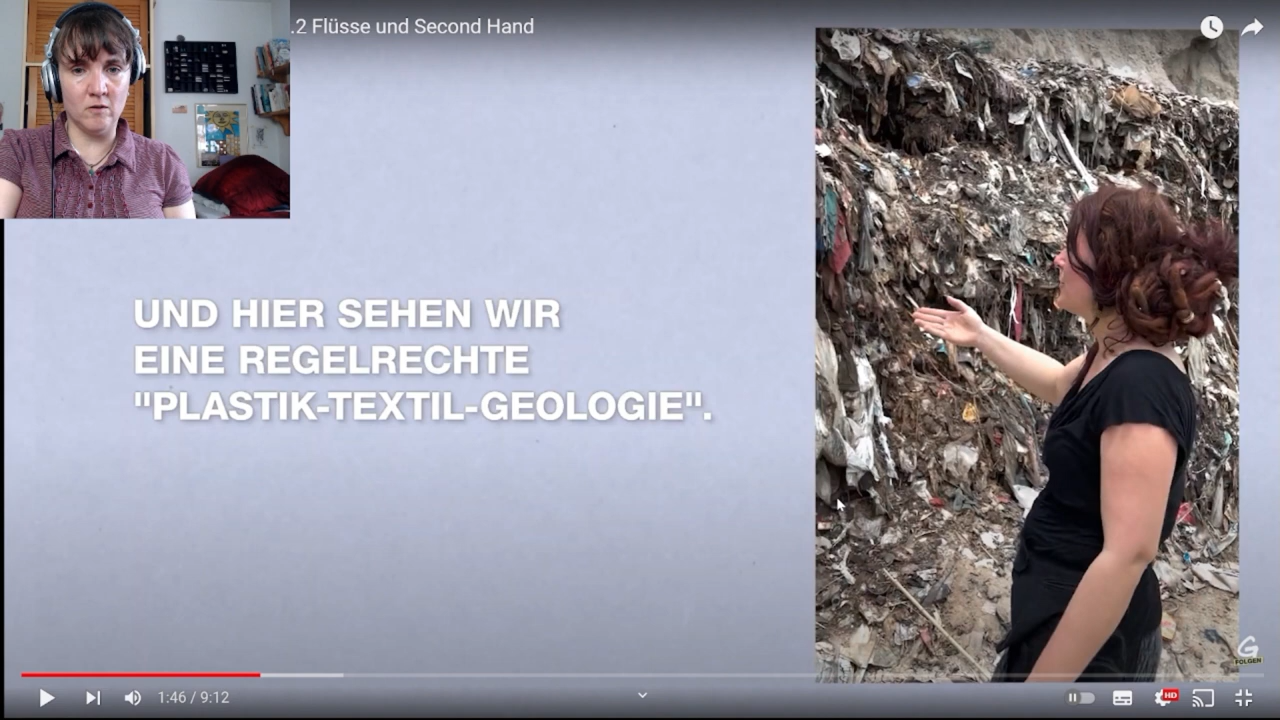 .2 Flüsse und Second Hand
UND HIER SEHEN WIR
EINE REGELRECHTE
"PLASTIK-TEXTIL-GEOLOGIE".
G
FOLGEN
1:46 / 9:12
HD